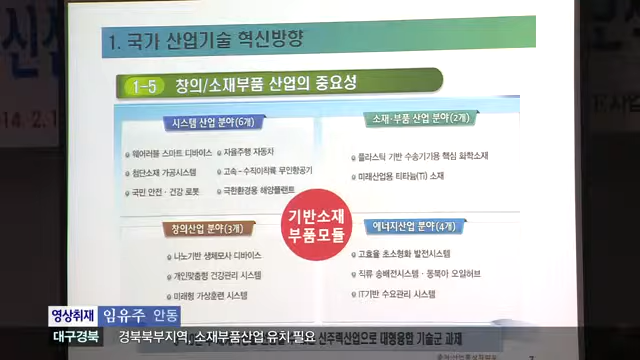 1. 국가 산업기술 혁신방향
1-5 창의/소재부품 산업의 중요성
시스템 산업 분야(6개)
웨어러블 스마트 디바이스
자율주행 자동차
첨단소재 가공시스템
고속-수직이착륙 무인항공기
국민 안전·건강 로봇
극한환경용 해양플랜트
소재·부품 산업 분야(2개)
플라스틱 기반 수송기기용 핵심 화학소재
미래산업용 티타늄(Ti) 소재
기반소재
부품모듈
창의산업 분야(3개)
나노기반 생체모사 디바이스
개인맞춤형 건강관리 시스템
미래형 가상훈련 시스템
에너지산업 분야(4개)
고효율 초소형화 발전시스템
직류 송배전시스템
동북아 오일허브
IT기반 수요관리 시스템
신주력산업으로 대형융합 기술군 과제
영상취재 임유주 안동
대구경북 경북북부지역, 소재부품산업 유치 필요